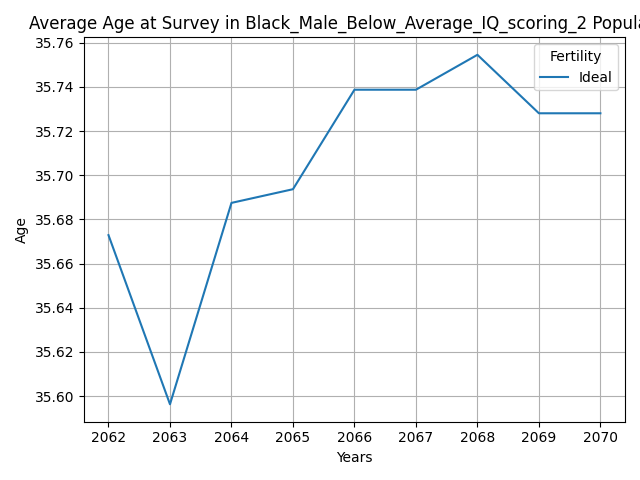 Average Age at Survey in Black_Male_Below_Average_IQ_scoring_2 Popula
35.76
35.74
35.72
35.70
35.68
35.66
35.64
35.62
35.60
Age
Fertility
Ideal
2062 2063 2064 2065 2066 2067 2068 2069 2070
Years